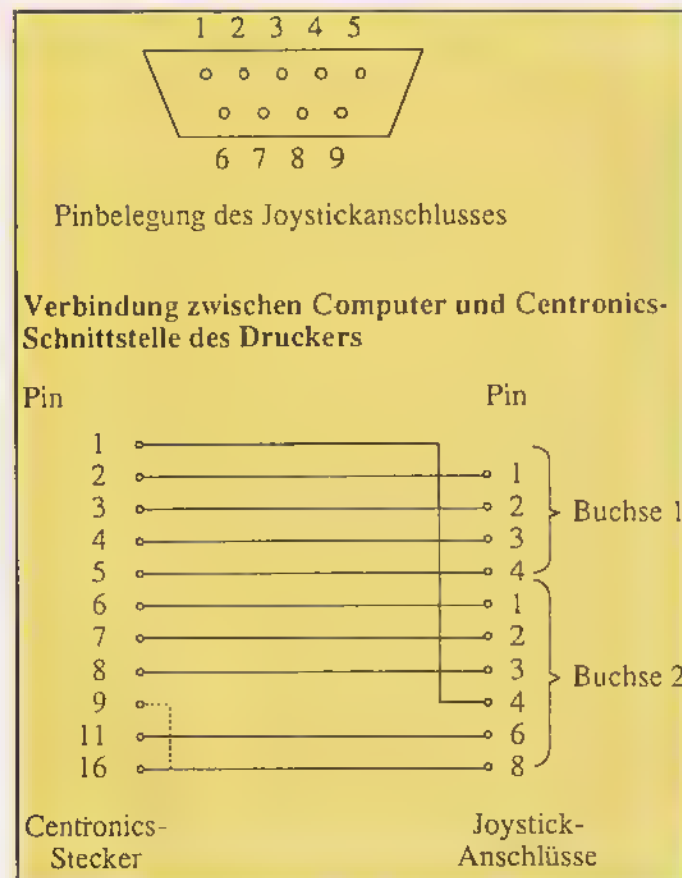 1 2 3 4 5
6 7 8 9
Pinbelegung des Joystickanschlusses
Verbindung zwischen Computer und Centronics-
Schnittstelle des Druckers
Pin Pin
1
2 1
3 2 Buchse 1
4 3
5 4
6 1
7 2
8 3 Buchse 2
9 4
11 6
16 8
Centronics- Joystick-
Stecker Anschlüsse